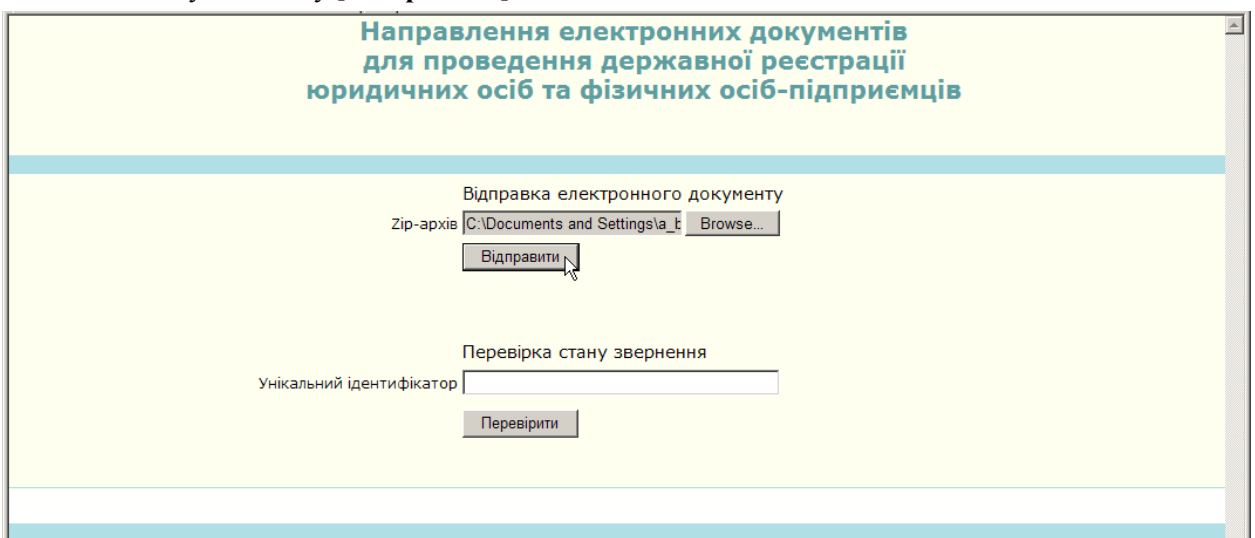 Направлення електронних документів
для проведення державної реєстрації
юридичних осіб та фізичних осіб-підприємців
Відправка електронного документу
Zip-архів C:\Documents and Settings\a_b Browse...
Відправити
Перевірка стану звернення
Унікальний ідентифікатор
Перевірити